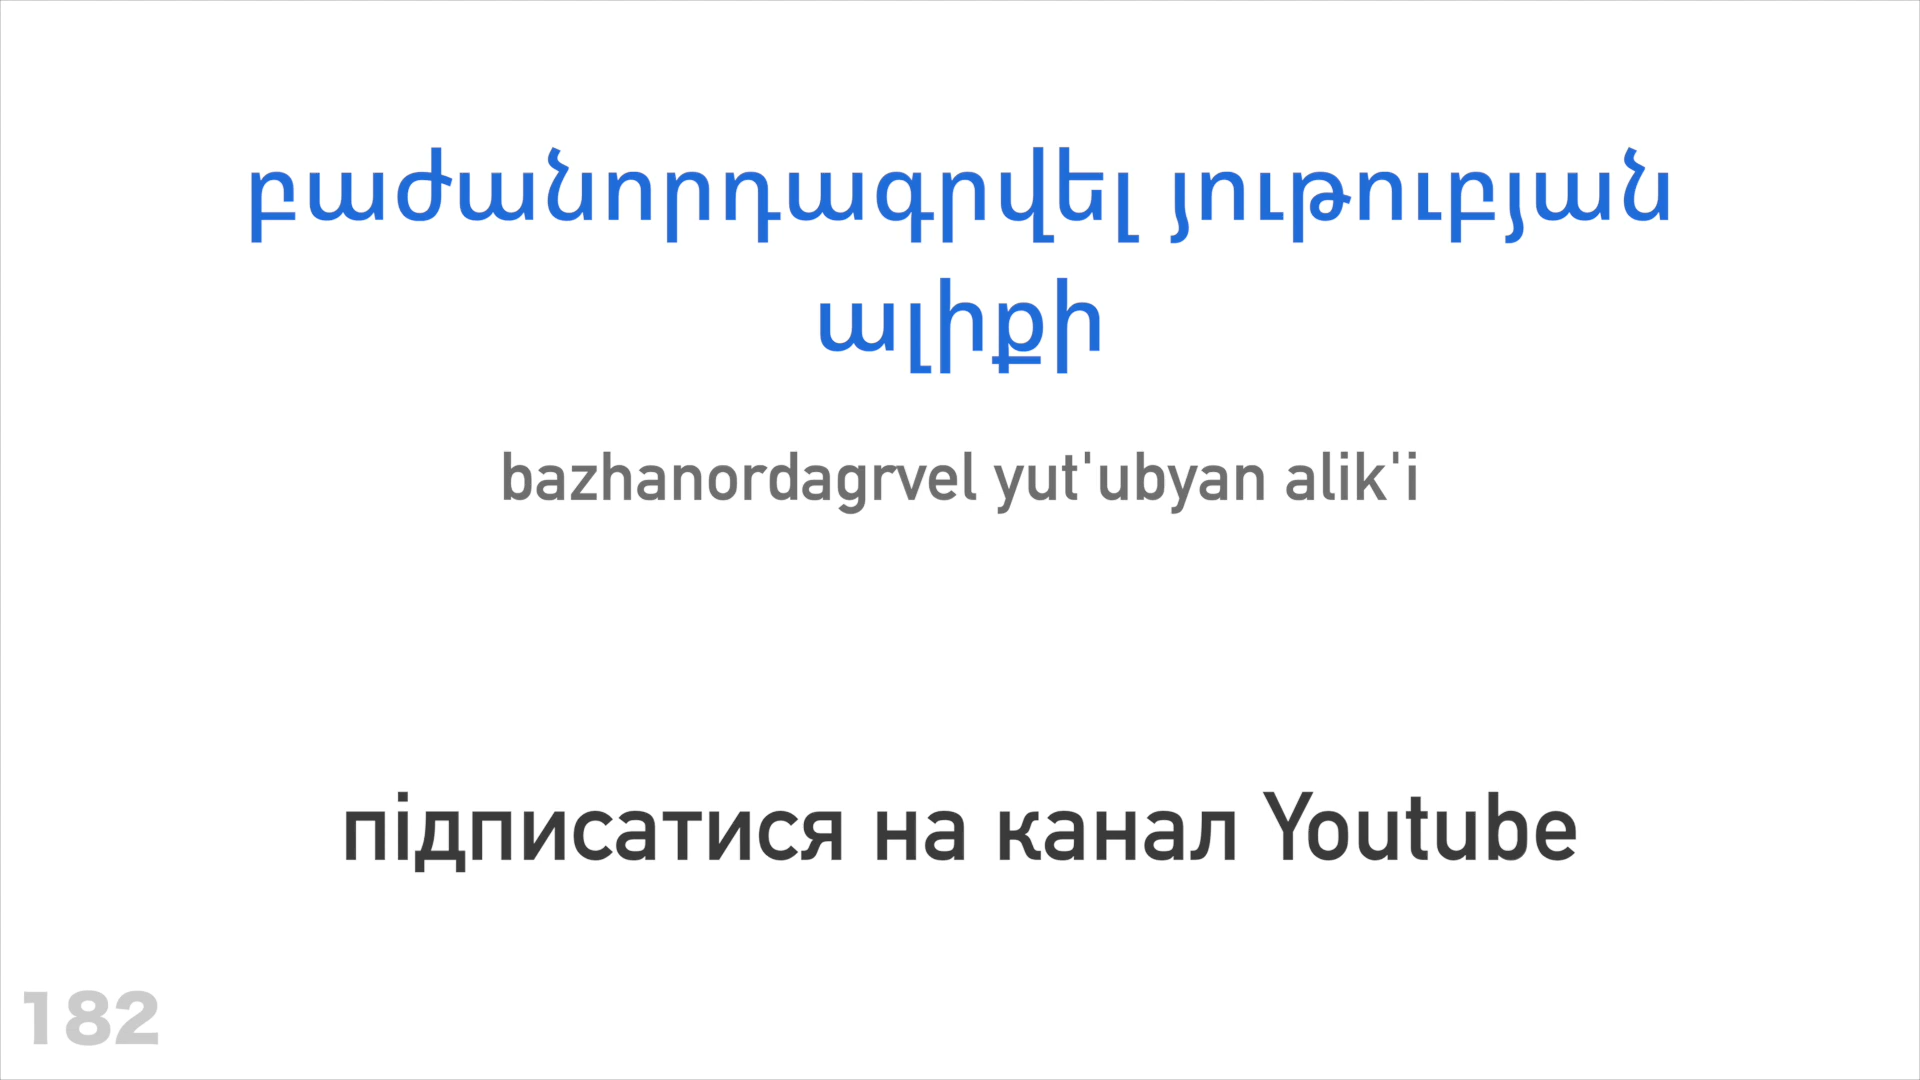 բաժանորդագրվել յութուբյան
ալիքի
bazhanordagrvel yut'ubyan alik'i
підписатися на канал Youtube
182